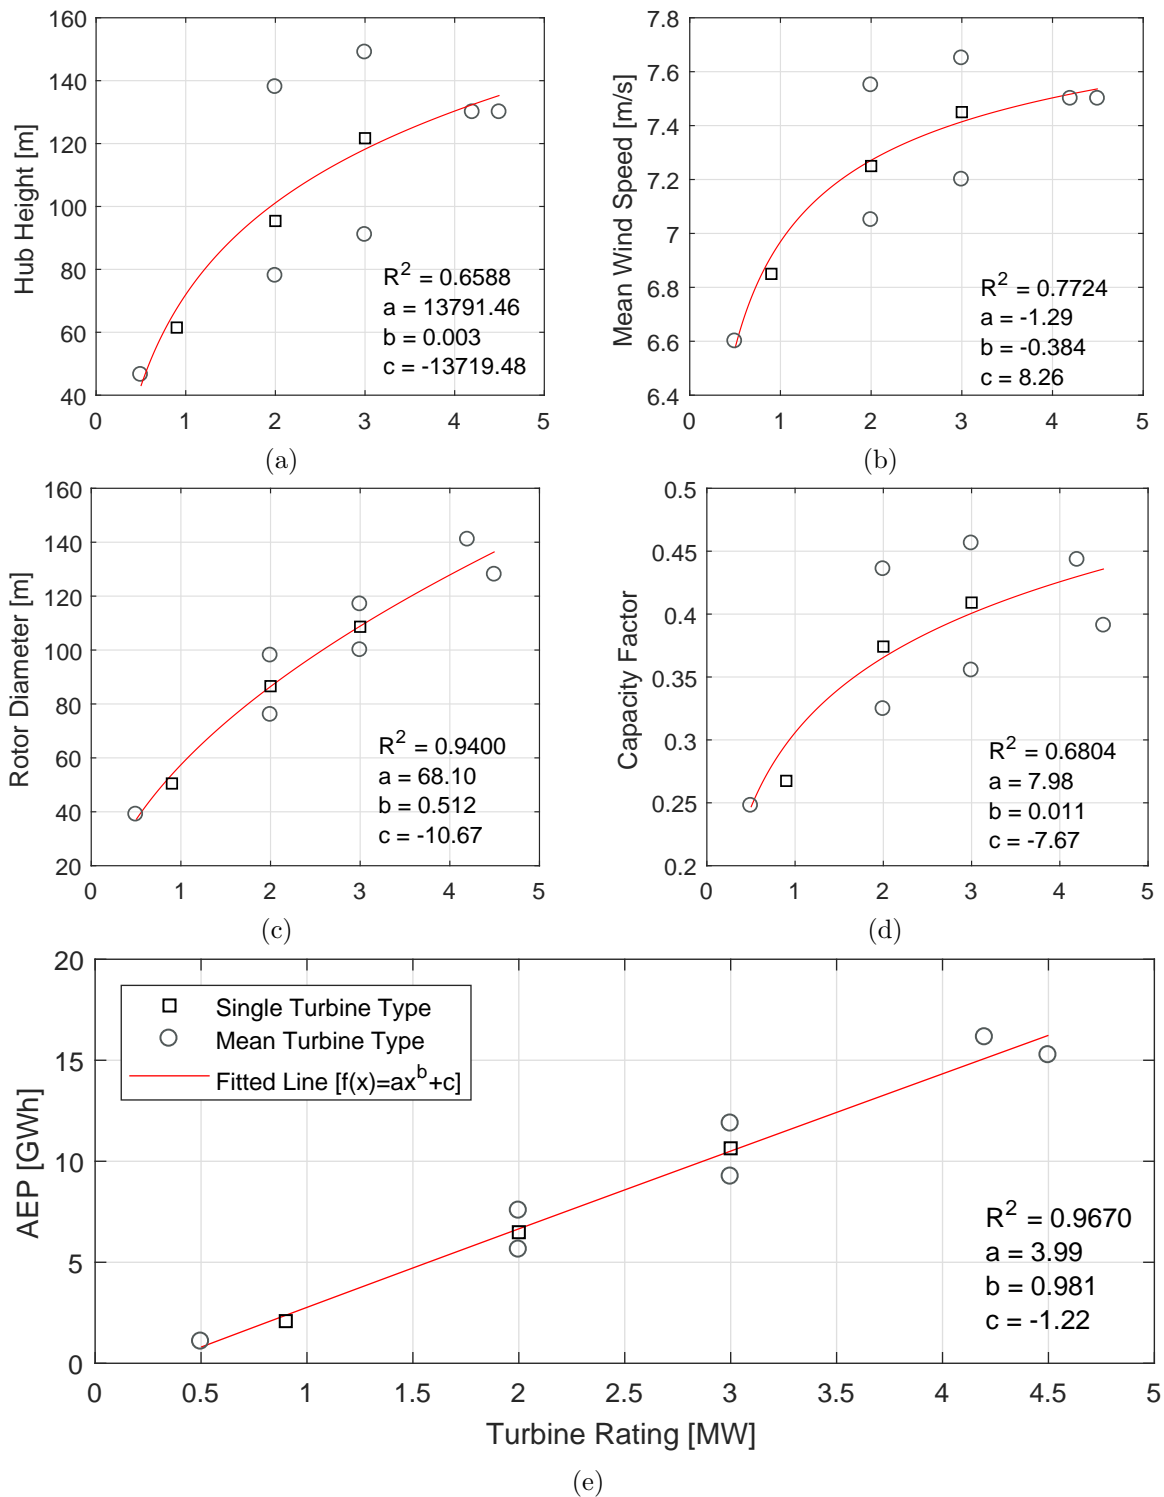 160
140
120
100
80
60
40
Hub Height [m]
R² = 0.6588
a = 13791.46
b = 0.003
c = -13719.48
0 1 2 3 4 5
(a)
7.8
7.6
7.4
7.2
7
6.8
6.6
6.4
Mean Wind Speed [m/s]
R² = 0.7724
a = -1.29
b = -0.384
c = 8.26
0 1 2 3 4 5
(b)
160
140
120
100
80
60
40
20
Rotor Diameter [m]
R² = 0.9400
a = 68.10
b = 0.512
c = -10.67
0 1 2 3 4 5
(c)
0.5
0.45
0.4
0.35
0.3
0.25
0.2
Capacity Factor
R² = 0.6804
a = 7.98
b = 0.011
c = -7.67
0 1 2 3 4 5
(d)
20
15
10
5
0
AEP [GWh]
Single Turbine Type
Mean Turbine Type
Fitted Line [f(x)=axᵇ+c]
R² = 0.9670
a = 3.99
b = 0.981
c = -1.22
0 0.5 1 1.5 2 2.5 3 3.5 4 4.5 5
Turbine Rating [MW]
(e)